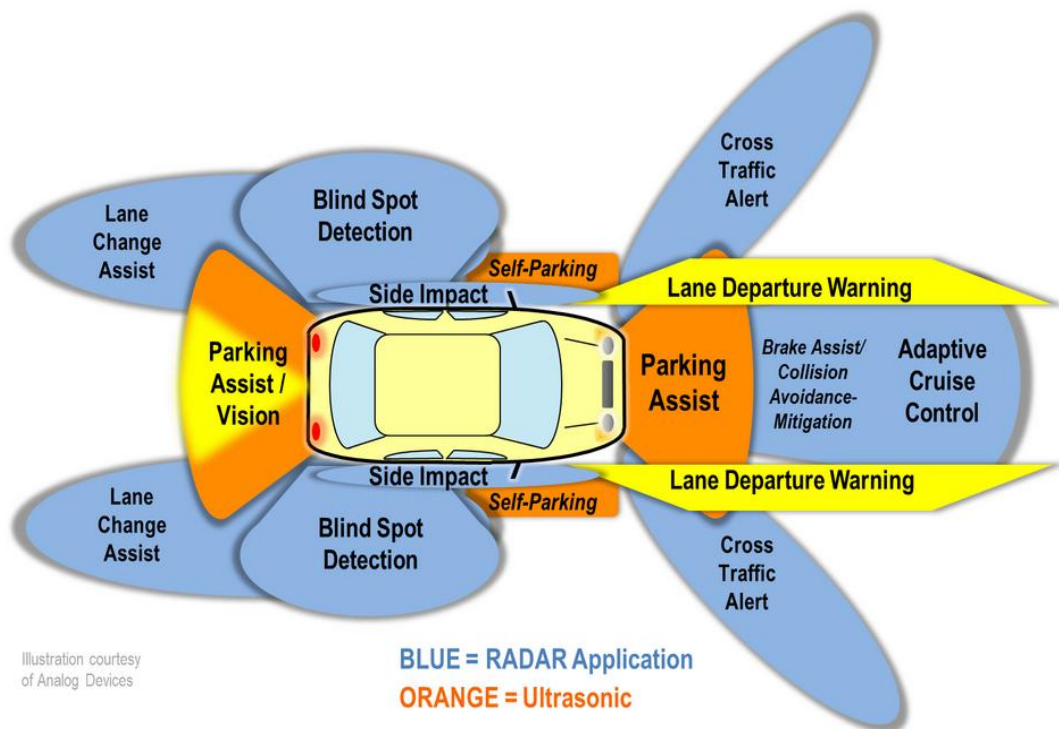 Cross
Traffic
Alert
Blind Spot
Detection
Lane
Change
Assist
Self-Parking
Side Impact
Lane Departure Warning
Parking
Assist /
Vision
Parking
Assist
Brake Assist/
Collision
Avoidance-
Mitigation
Adaptive
Cruise
Control
Side Impact
Lane Departure Warning
Self-Parking
Lane
Change
Assist
Blind Spot
Detection
Cross
Traffic
Alert
Illustration courtesy
of Analog Devices
BLUE = RADAR Application
ORANGE = Ultrasonic